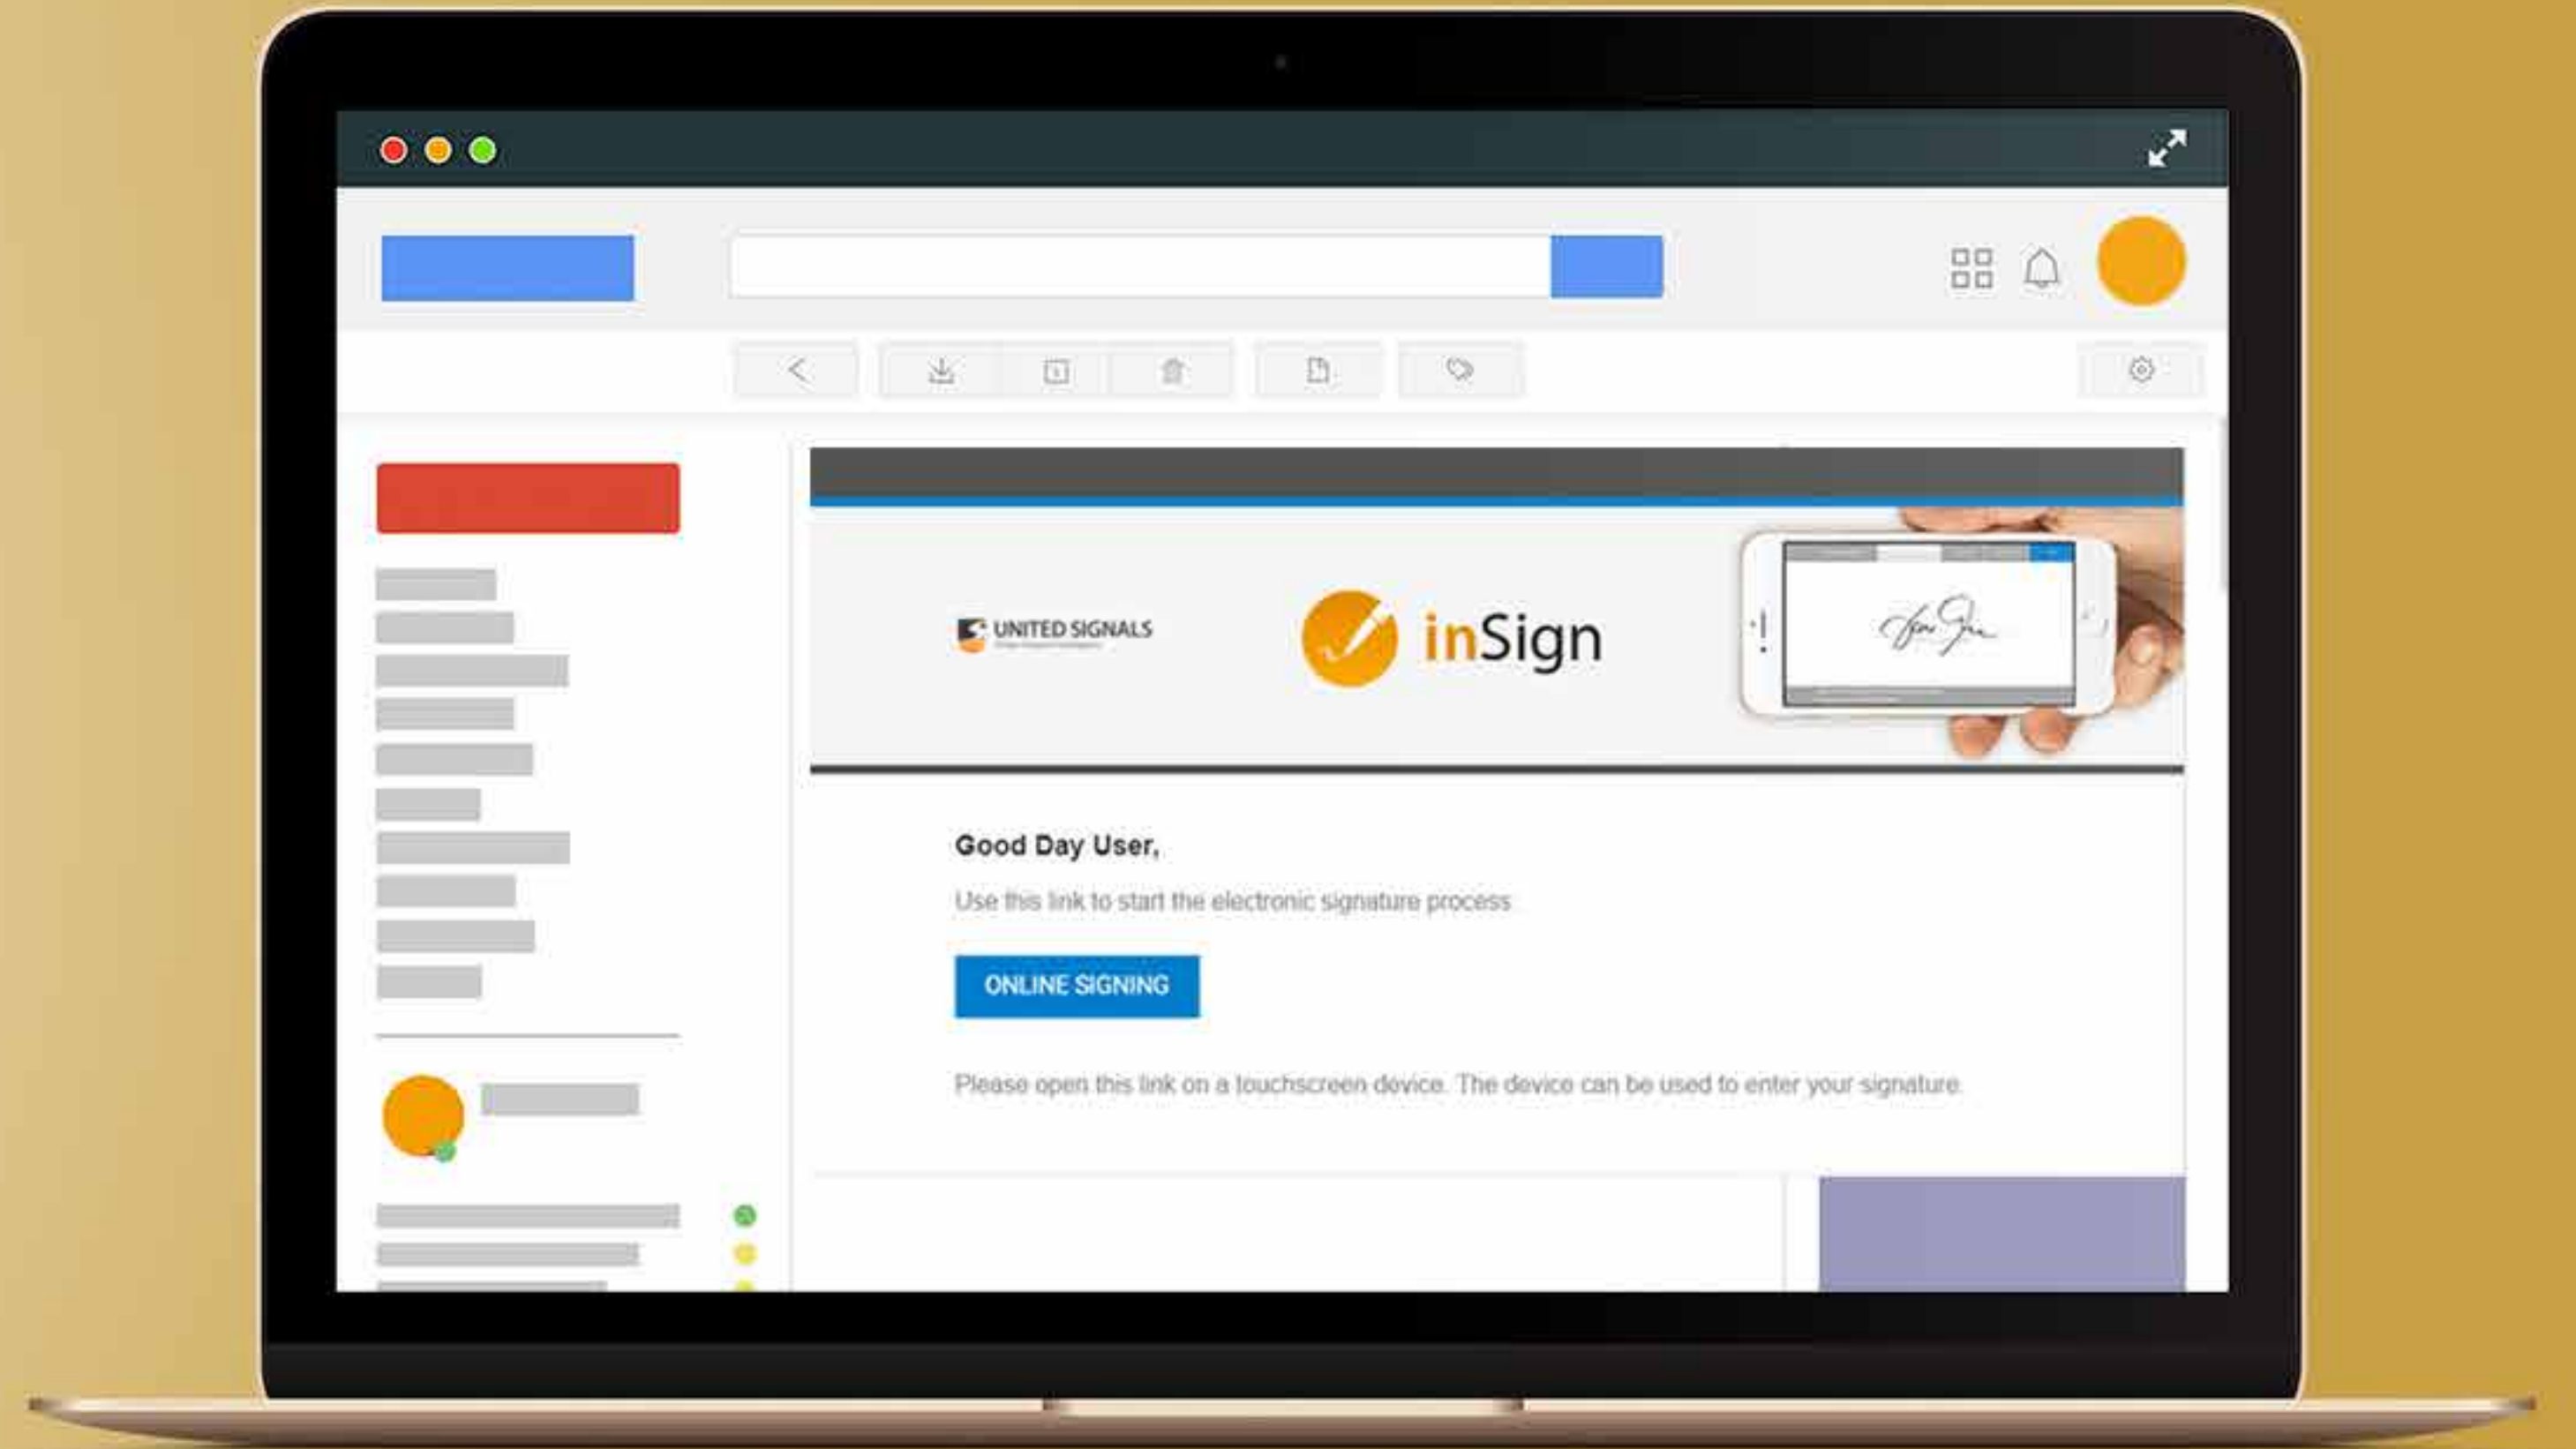 UNITED SIGNALS
inSign
Good Day User,
Use this link to start the electronic signature process.
ONLINE SIGNING
Please open this link on a touchscreen device. The device can be used to enter your signature.